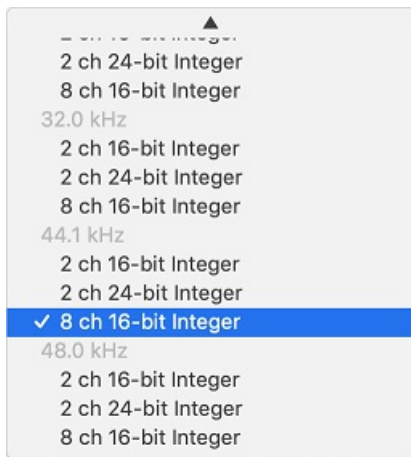 2 ch 24-bit Integer
8 ch 16-bit Integer
32.0 kHz
2 ch 16-bit Integer
2 ch 24-bit Integer
8 ch 16-bit Integer
44.1 kHz
2 ch 16-bit Integer
2 ch 24-bit Integer
✓ 8 ch 16-bit Integer
48.0 kHz
2 ch 16-bit Integer
2 ch 24-bit Integer
8 ch 16-bit Integer